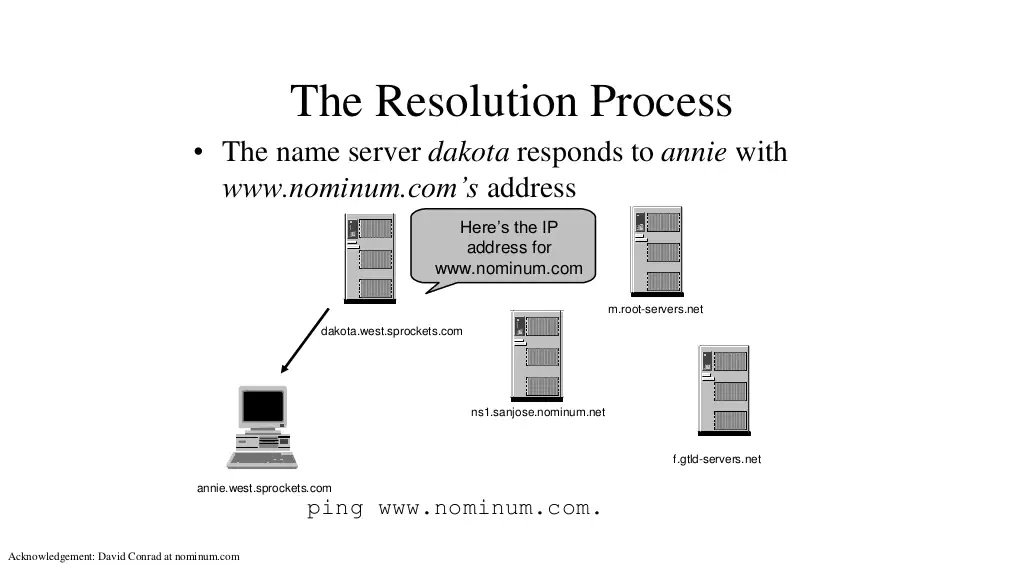 The Resolution Process
• The name server dakota responds to annie with
www.nominum.com’s address
Here’s the IP
address for
www.nominum.com
m.root-servers.net
dakota.west.sprockets.com
ns1.sanjose.nominum.net
f.gtld-servers.net
annie.west.sprockets.com
ping www.nominum.com.
Acknowledgement: David Conrad at nominum.com